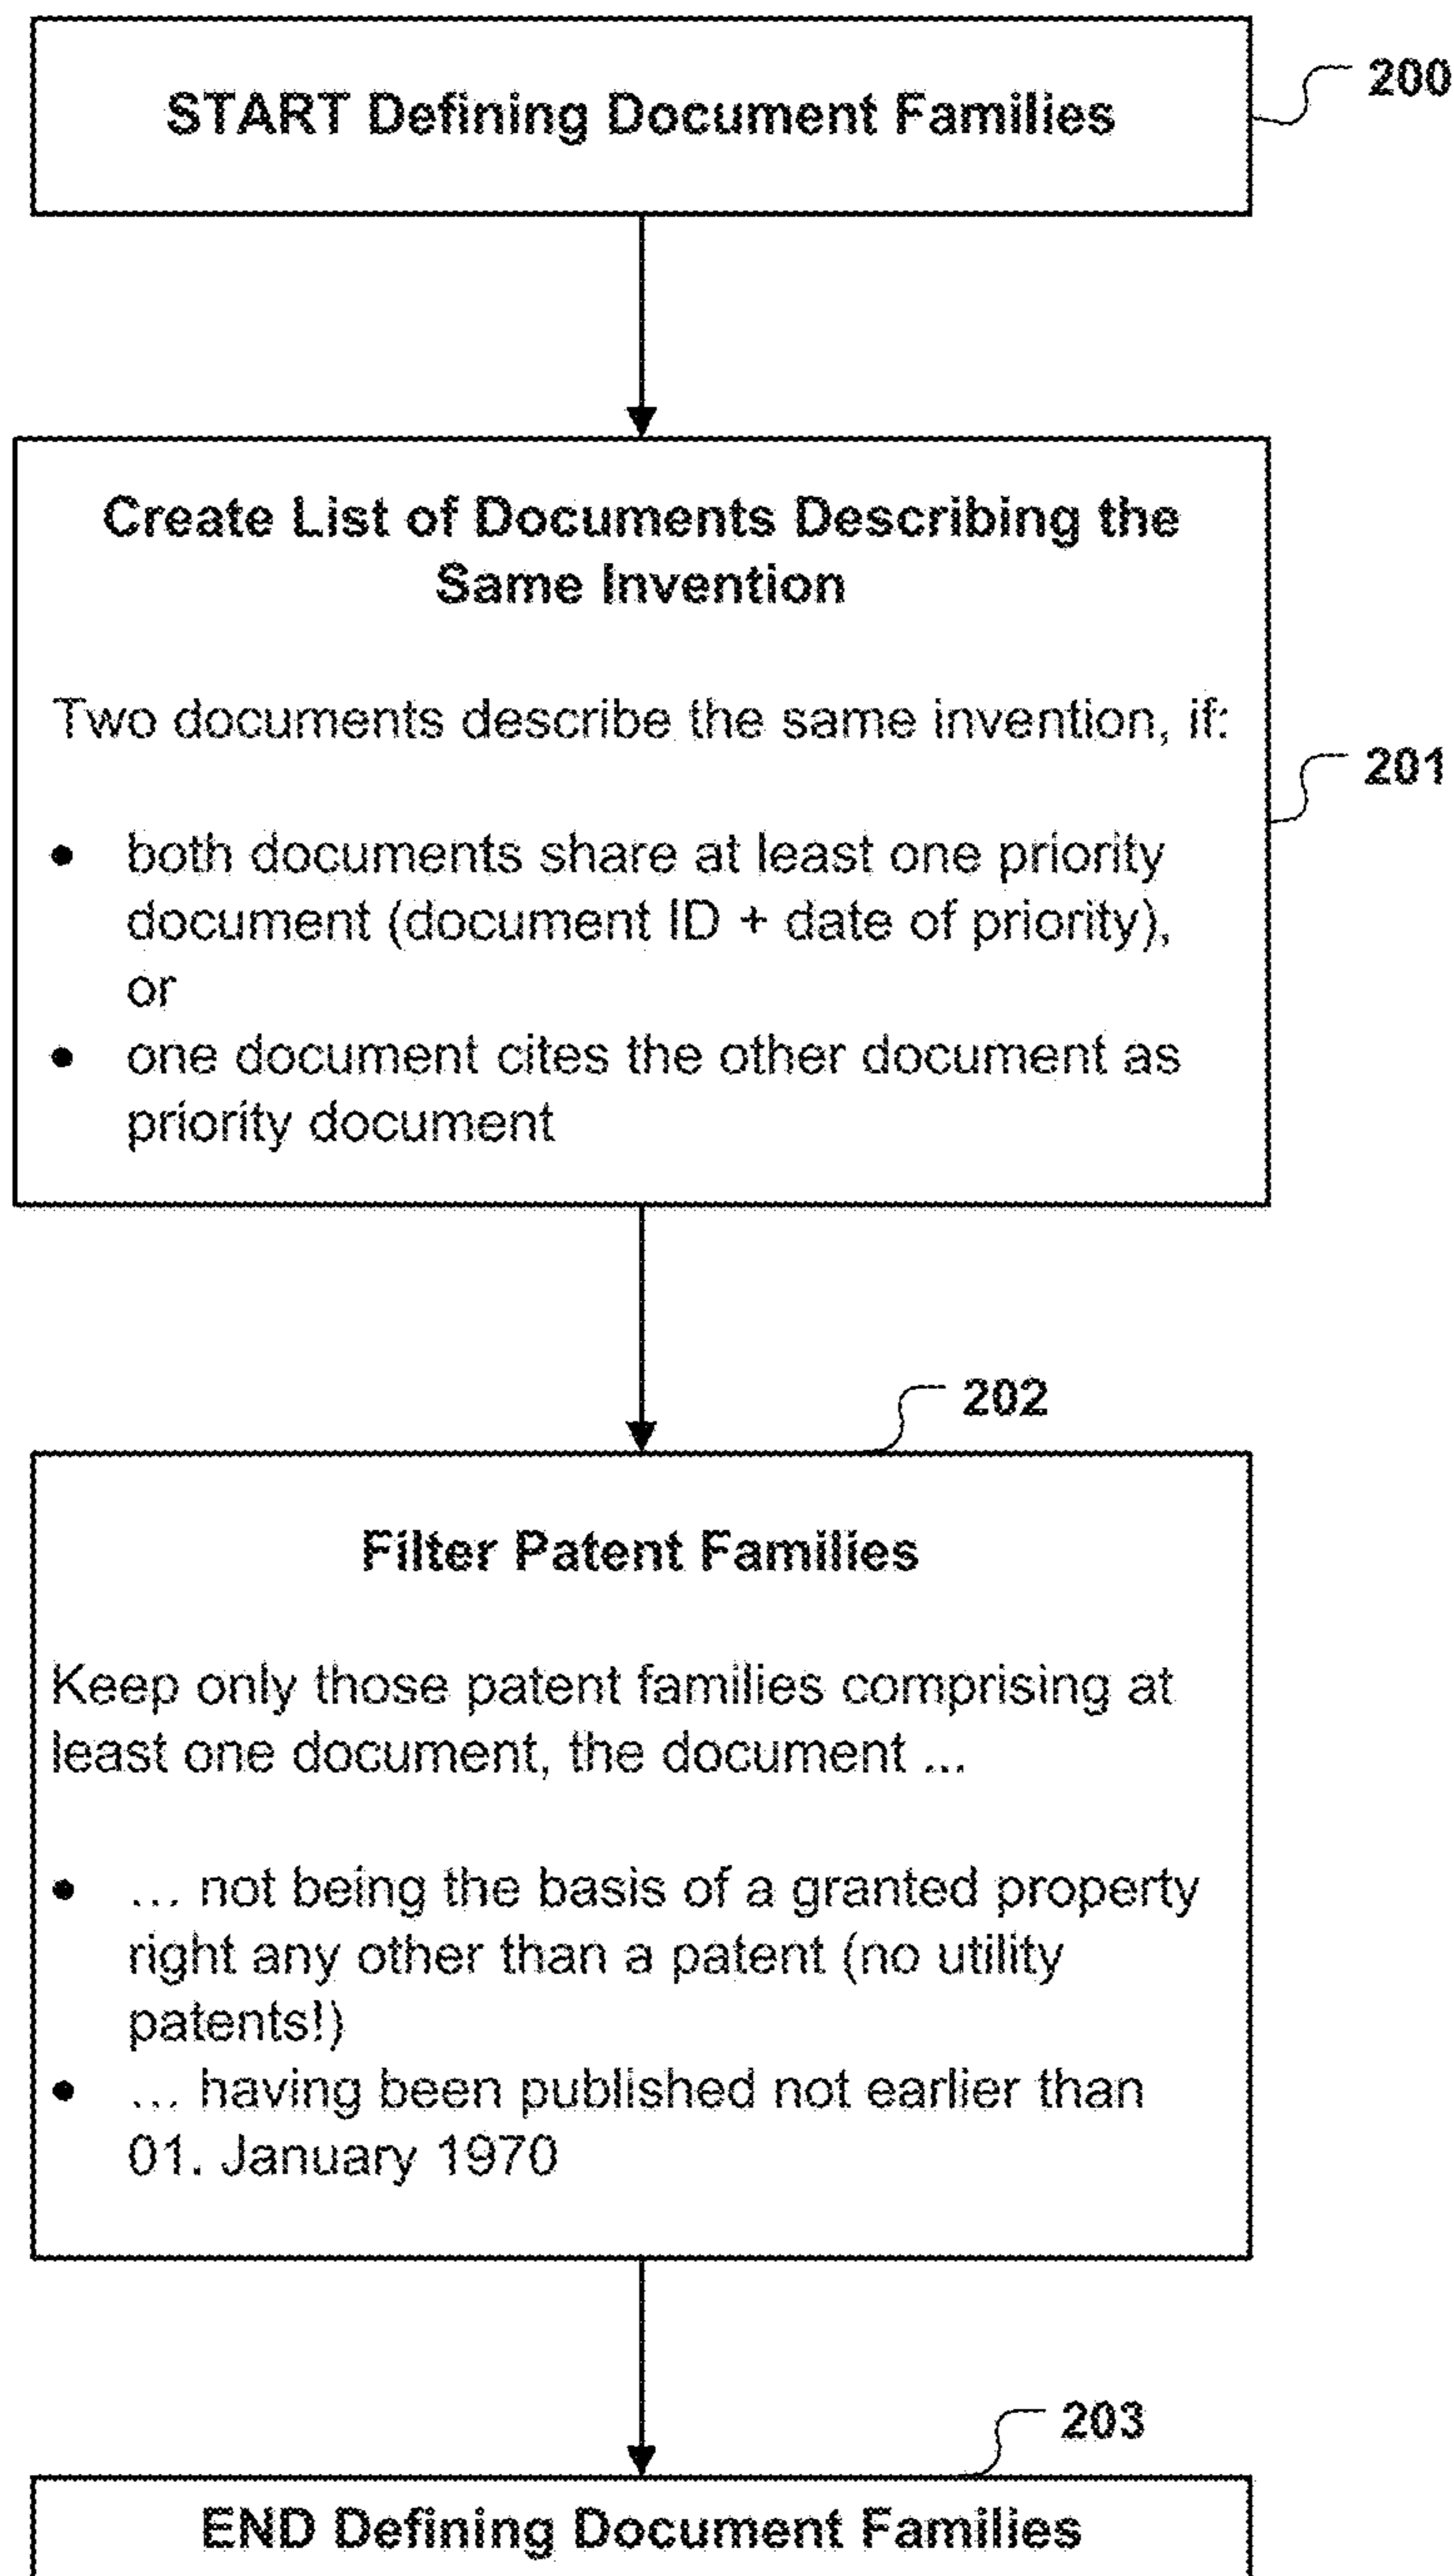 START Defining Document Families
200
Create List of Documents Describing the
Same Invention
Two documents describe the same invention, if:
201
• both documents share at least one priority
document (document ID + date of priority),
or
• one document cites the other document as
priority document
202
Filter Patent Families
Keep only those patent families comprising at
least one document, the document ...
• ... not being the basis of a granted property
right any other than a patent (no utility
patents!)
• ... having been published not earlier than
01. January 1970
203
END Defining Document Families